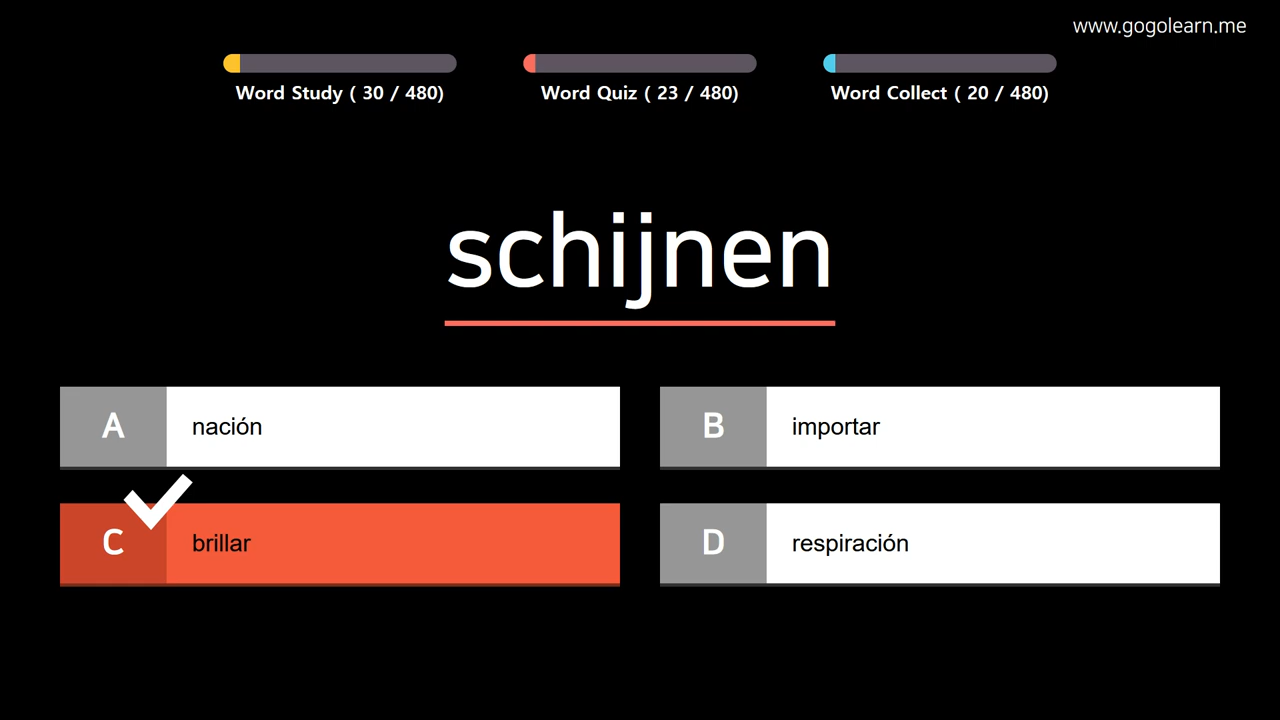 www.gogolearn.me
Word Study ( 30 / 480)
Word Quiz ( 23 / 480)
Word Collect ( 20 / 480)
schijnen
A nación
B importar
C brillar
D respiración